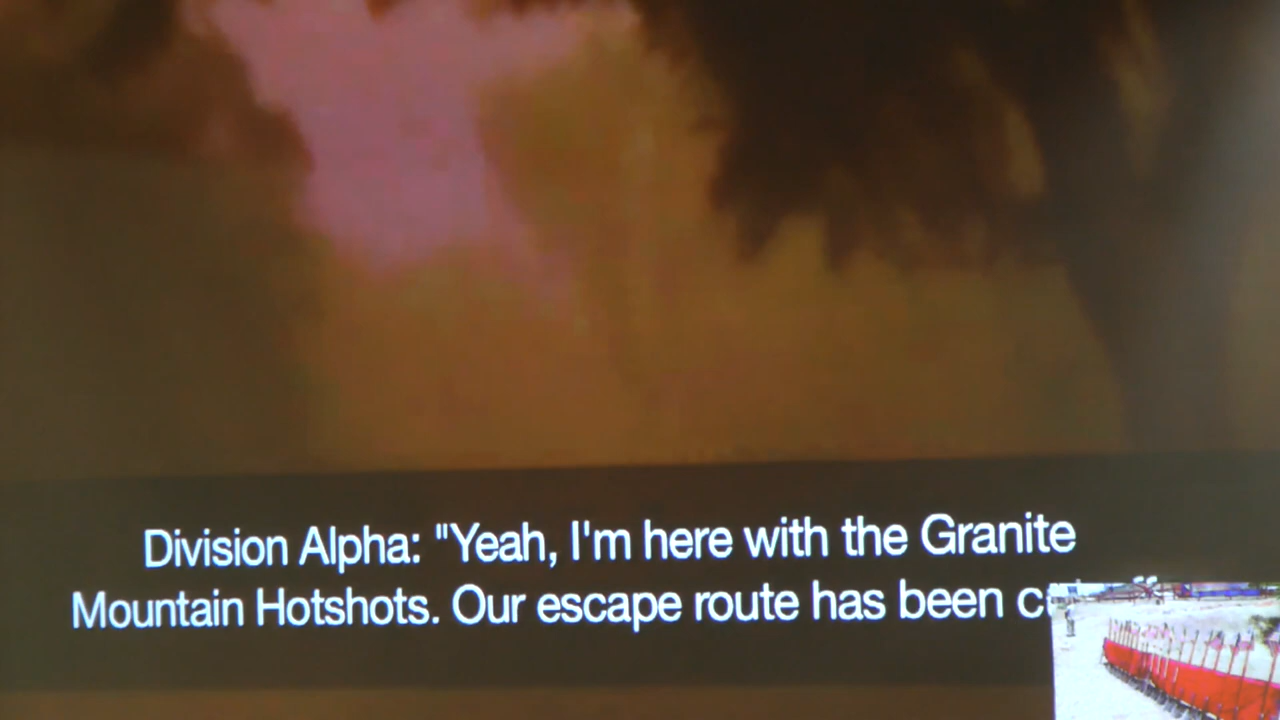 Division Alpha: "Yeah, I'm here with the Granite
Mountain Hotshots. Our escape route has been